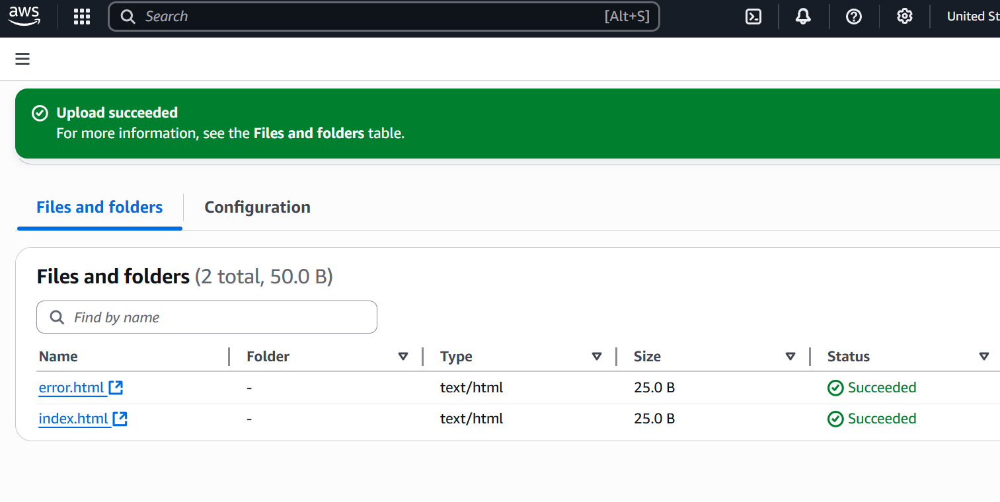 aws
Search [Alt+S] United St
Upload succeeded
For more information, see the Files and folders table.
Files and folders Configuration
Files and folders (2 total, 50.0 B)
Find by name
Name Folder Type Size Status
error.html - text/html 25.0 B Succeeded
index.html - text/html 25.0 B Succeeded